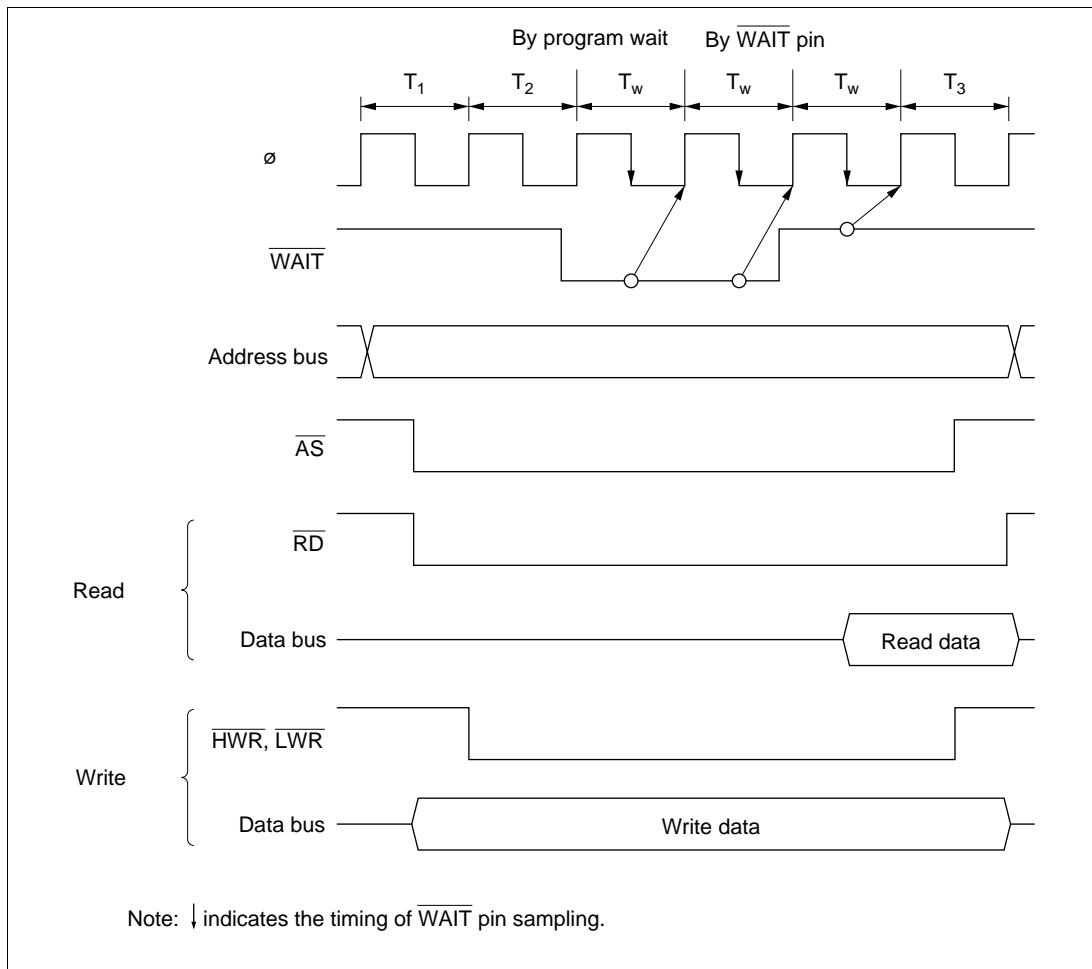 By program wait By WAIT pin
T1 T2 Tw Tw Tw T3
ø
WAIT
Address bus
AS
RD
Read
Data bus Read data
HWR, LWR
Write
Data bus Write data
Note: ↓ indicates the timing of WAIT pin sampling.